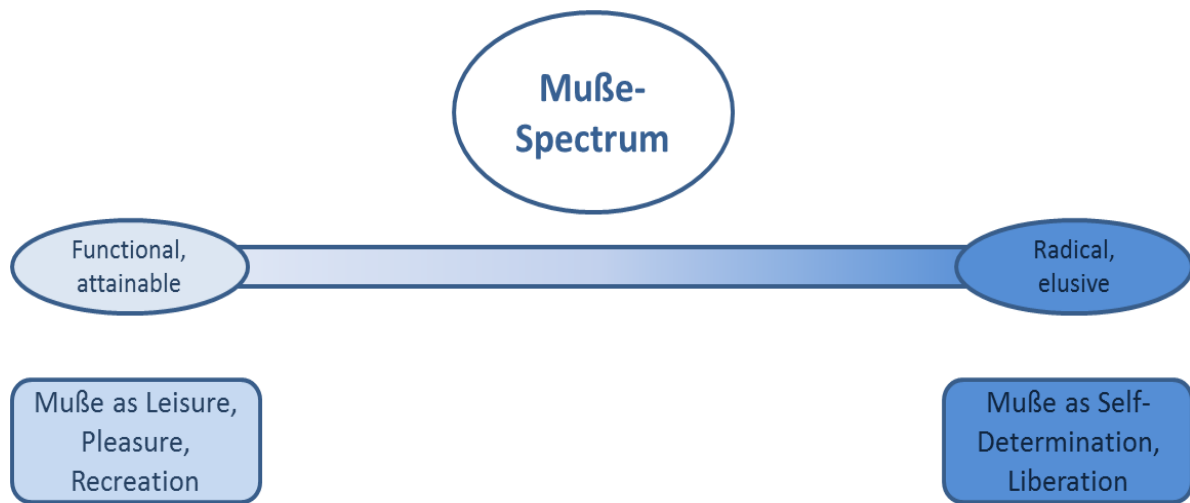 Muße-
Spectrum
Functional,
attainable
Radical,
elusive
Muße as Leisure,
Pleasure,
Recreation
Muße as Self-
Determination,
Liberation